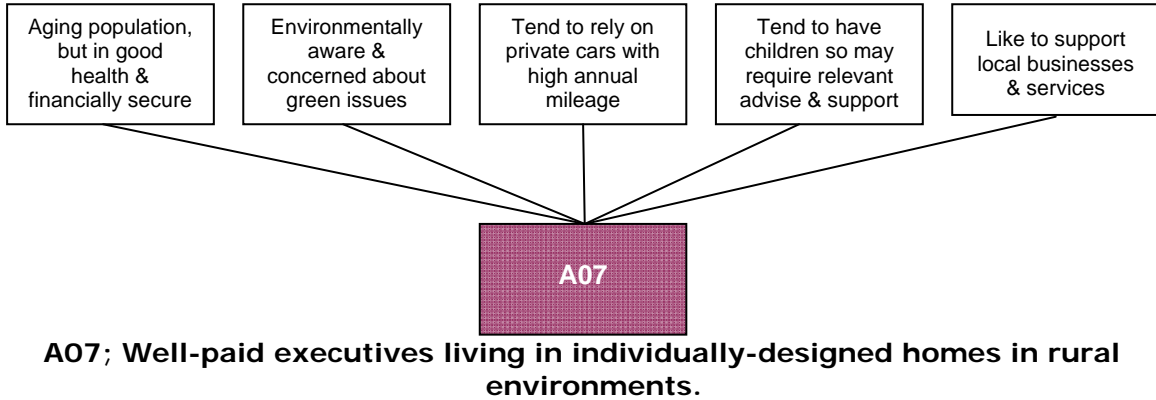 Aging population,
but in good
health &
financially secure
Environmentally
aware &
concerned about
green issues
Tend to rely on
private cars with
high annual
mileage
Tend to have
children so may
require relevant
advise & support
Like to support
local businesses
& services
A07
A07; Well-paid executives living in individually-designed homes in rural
environments.